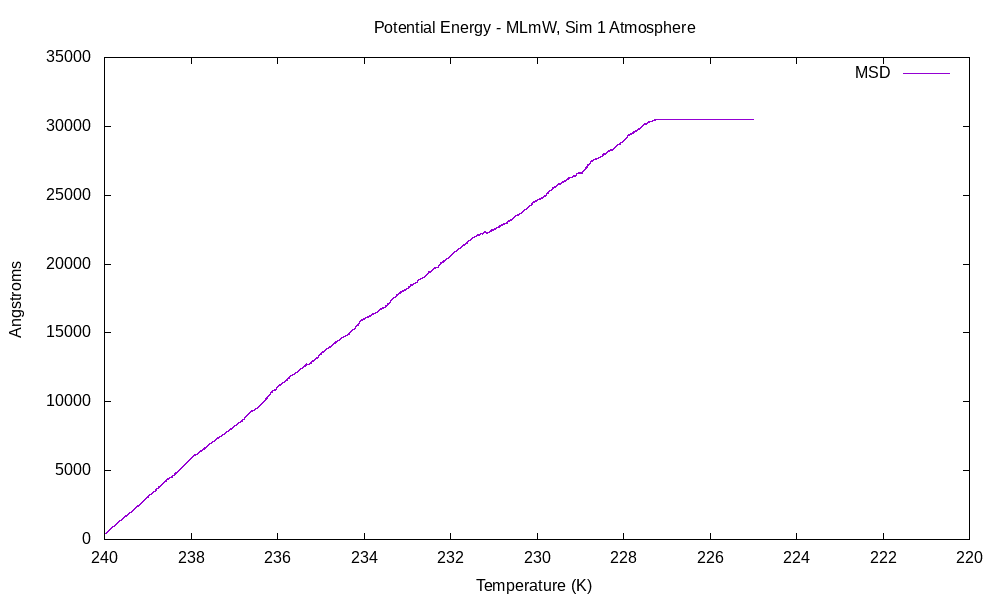 Potential Energy - MLmW, Sim 1 Atmosphere
MSD
35000
30000
25000
20000
15000
10000
5000
0
Angstroms
240 238 236 234 232 230 228 226 224 222 220
Temperature (K)